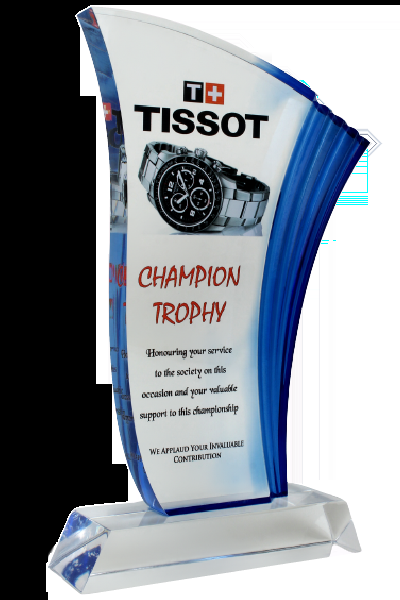 T+
TISSOT
CHAMPION
TROPHY
Honouring your service
to the society on this
occasion and your valuable
support to this championship
We Applaud Your Invaluable
Contribution